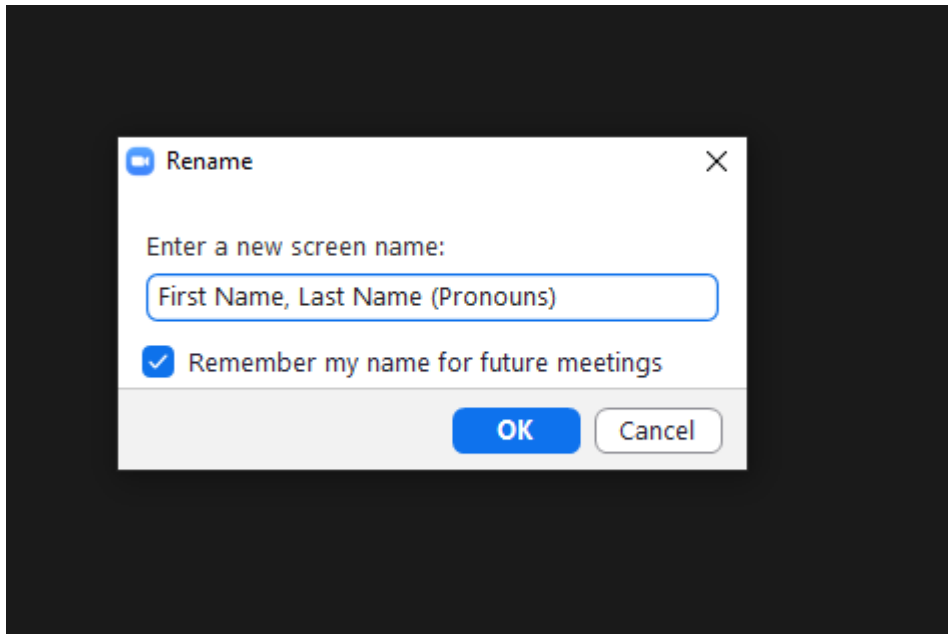 Rename
Enter a new screen name:
First Name, Last Name (Pronouns)
Remember my name for future meetings
OK Cancel